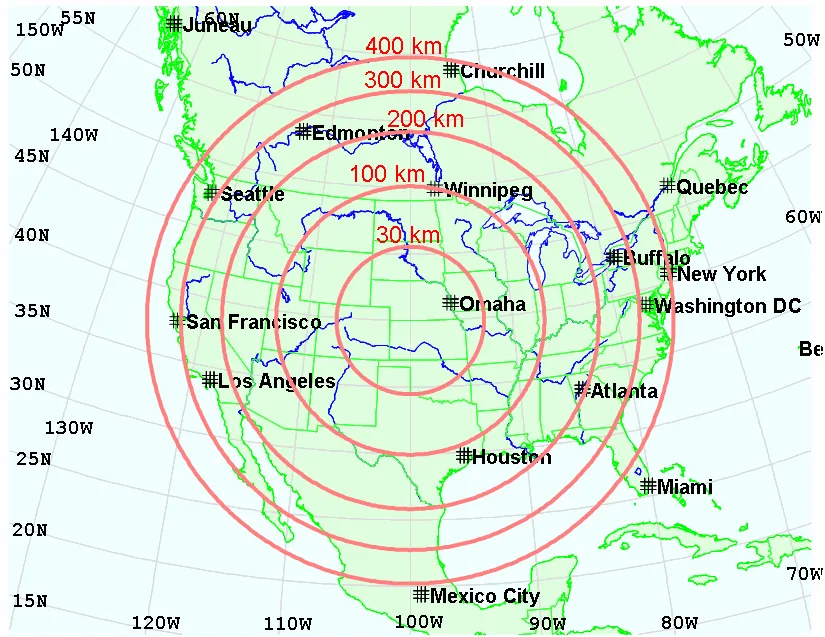 55N
60N
Juneau
150W
400 km
50W
50N
Churchill
300 km
200 km
Edmonton
140W
45N
100 km
Winnipeg
Quebec
Seattle
60W
40N
30 km
Buffalo
New York
Omaha
Washington DC
35N
San Francisco
Be
30N
Los Angeles
Atlanta
130W
25N
Houston
Miami
20N
70W
15N
Mexico City
120W
110W
100W
90W
80W